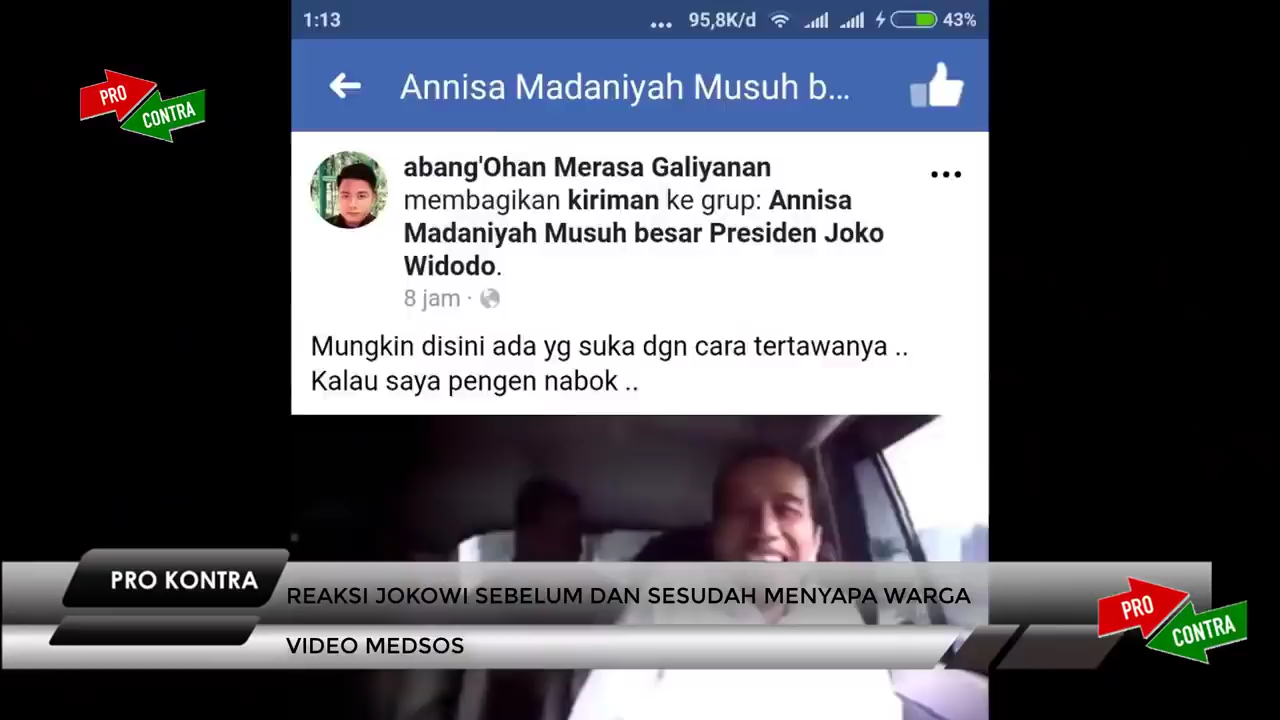 1:13
... 95,8K/d 43%
Annisa Madaniyah Musuh b...
PRO
CONTRA
abang'Ohan Merasa Galiyanan
membagikan kiriman ke grup: Annisa
Madaniyah Musuh besar Presiden Joko
Widodo.
8 jam ·
Mungkin disini ada yg suka dgn cara tertawanya ..
Kalau saya pengen nabok ..
PRO KONTRA
REAKSI JOKOWI SEBELUM DAN SESUDAH MENYAPA WARGA
VIDEO MEDSOS
PRO
CONTRA